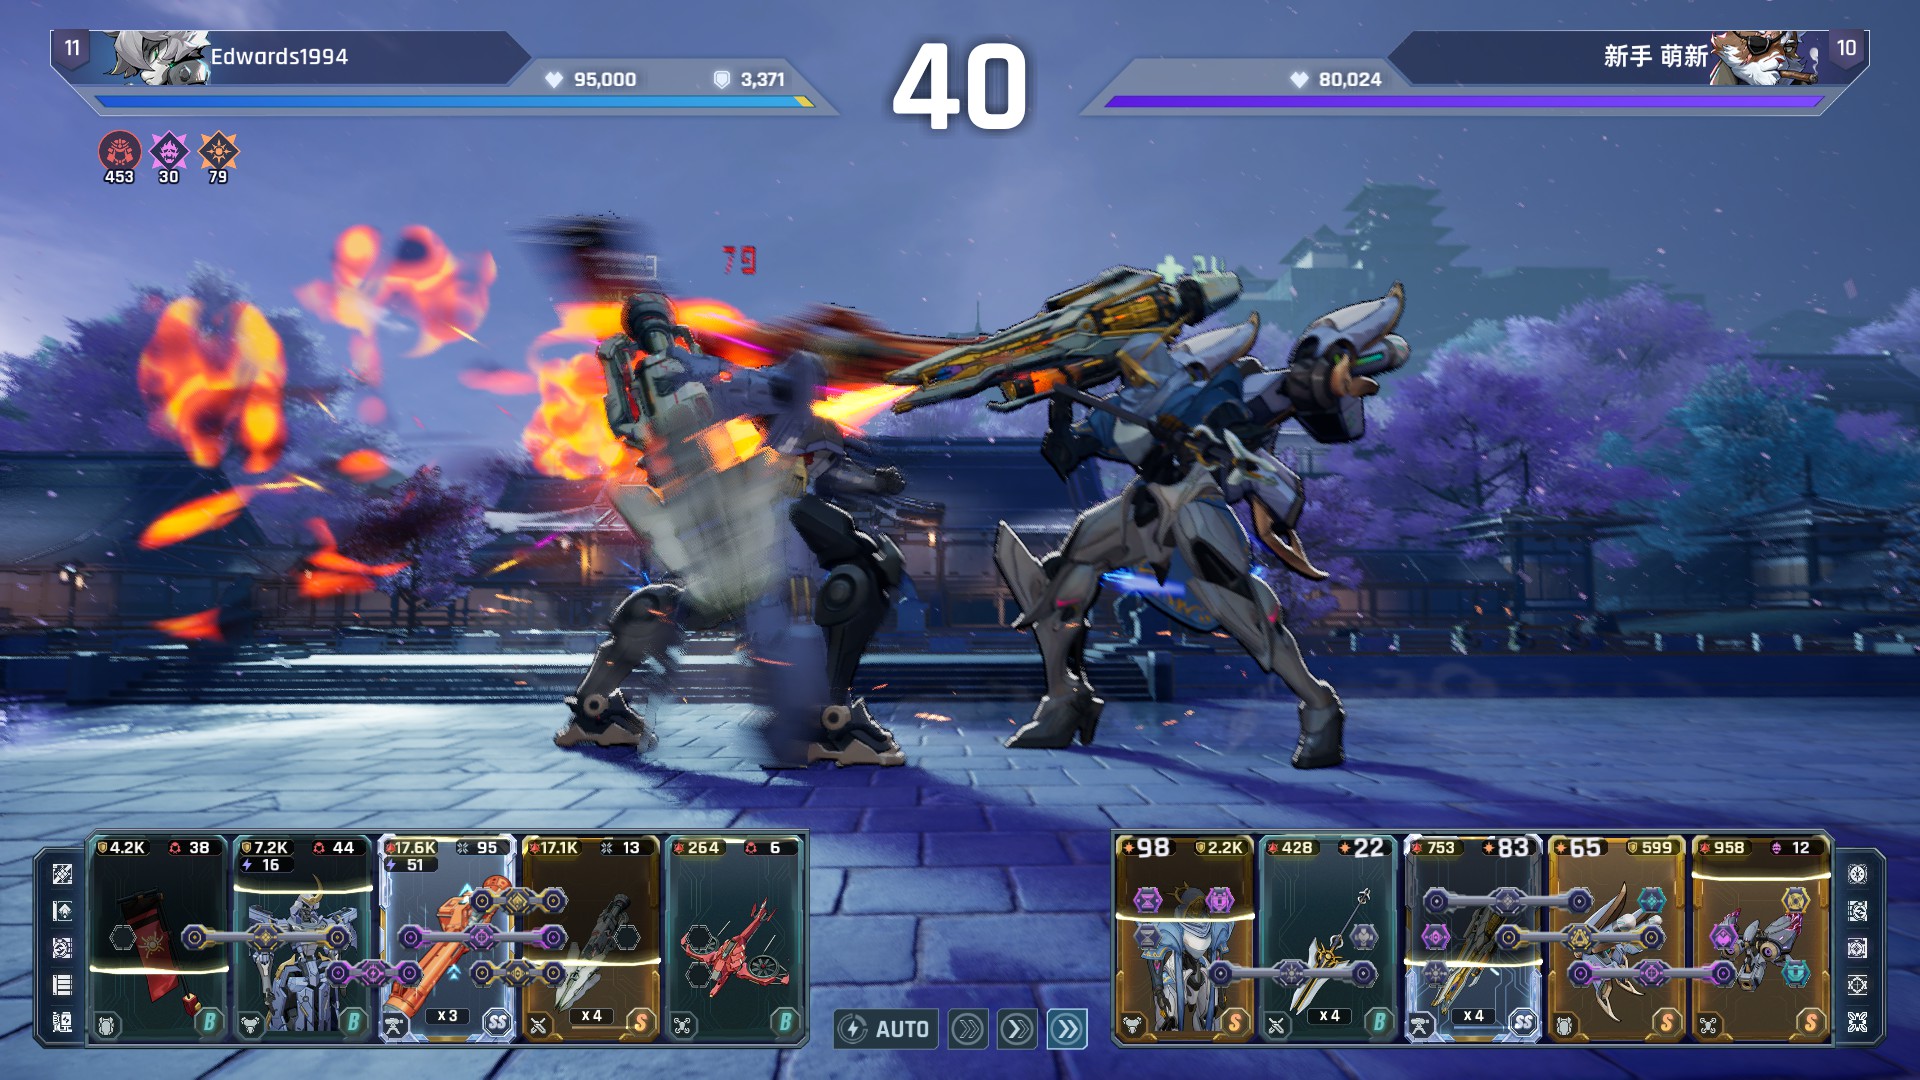 11
Edwards1994
95,000
3,371
40
80,024
新手 萌新
10
453
30
79
79
4.2K
38
7.2K
44
16
17.6K
95
51
17.1K
13
264
6
98
2.2K
428
22
753
83
65
599
958
12
B
B
x3
SS
x4
S
B
AUTO
S
x4
B
x4
SS
S
S